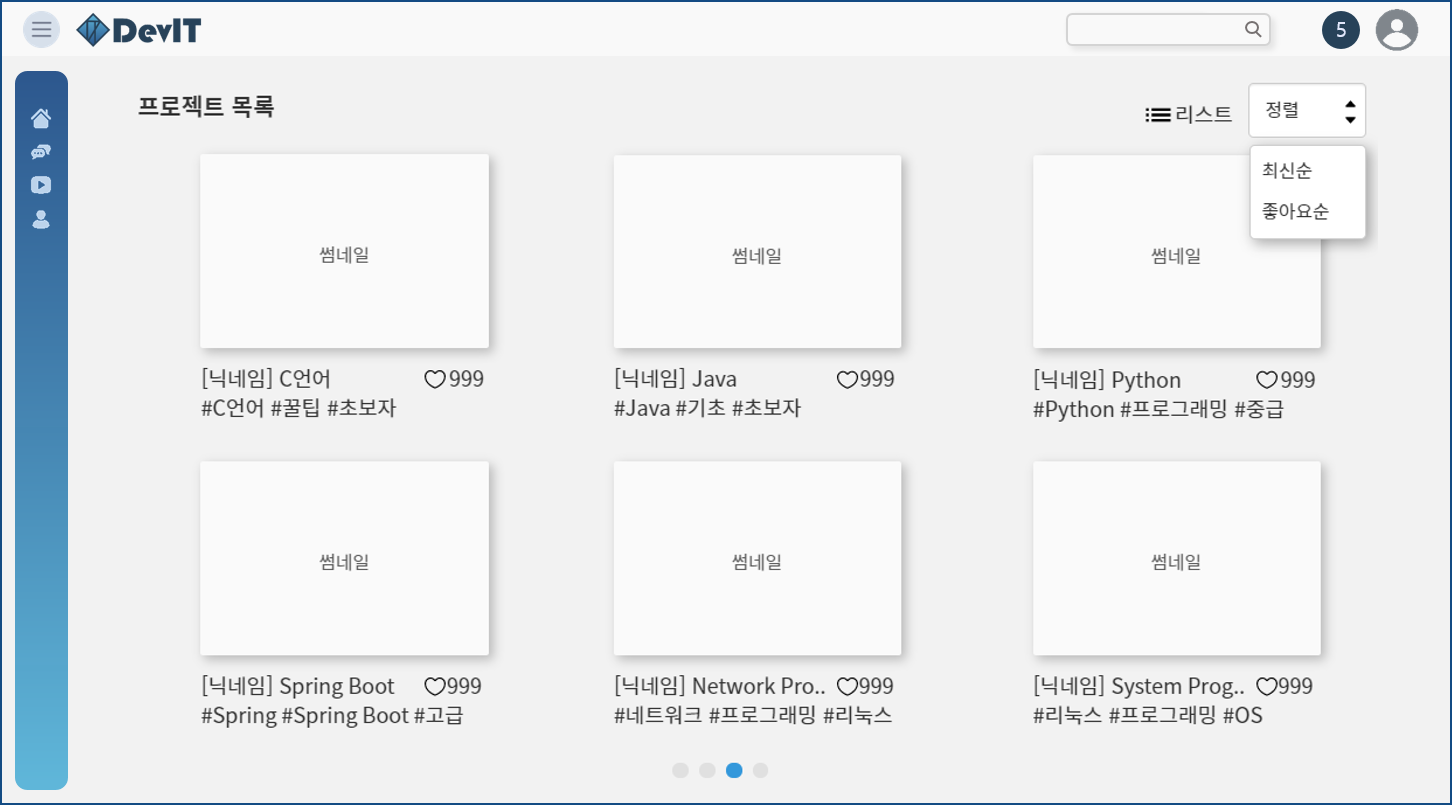 DevIT
5
프로젝트 목록
리스트
정렬
최신순
좋아요순
썸네일
썸네일
썸네일
[닉네임] C언어 999
#C언어 #꿀팁 #초보자
[닉네임] Java 999
#Java #기초 #초보자
[닉네임] Python 999
#Python #프로그래밍 #중급
썸네일
썸네일
썸네일
[닉네임] Spring Boot 999
#Spring #Spring Boot #고급
[닉네임] Network Pro.. 999
#네트워크 #프로그래밍 #리눅스
[닉네임] System Prog.. 999
#리눅스 #프로그래밍 #OS